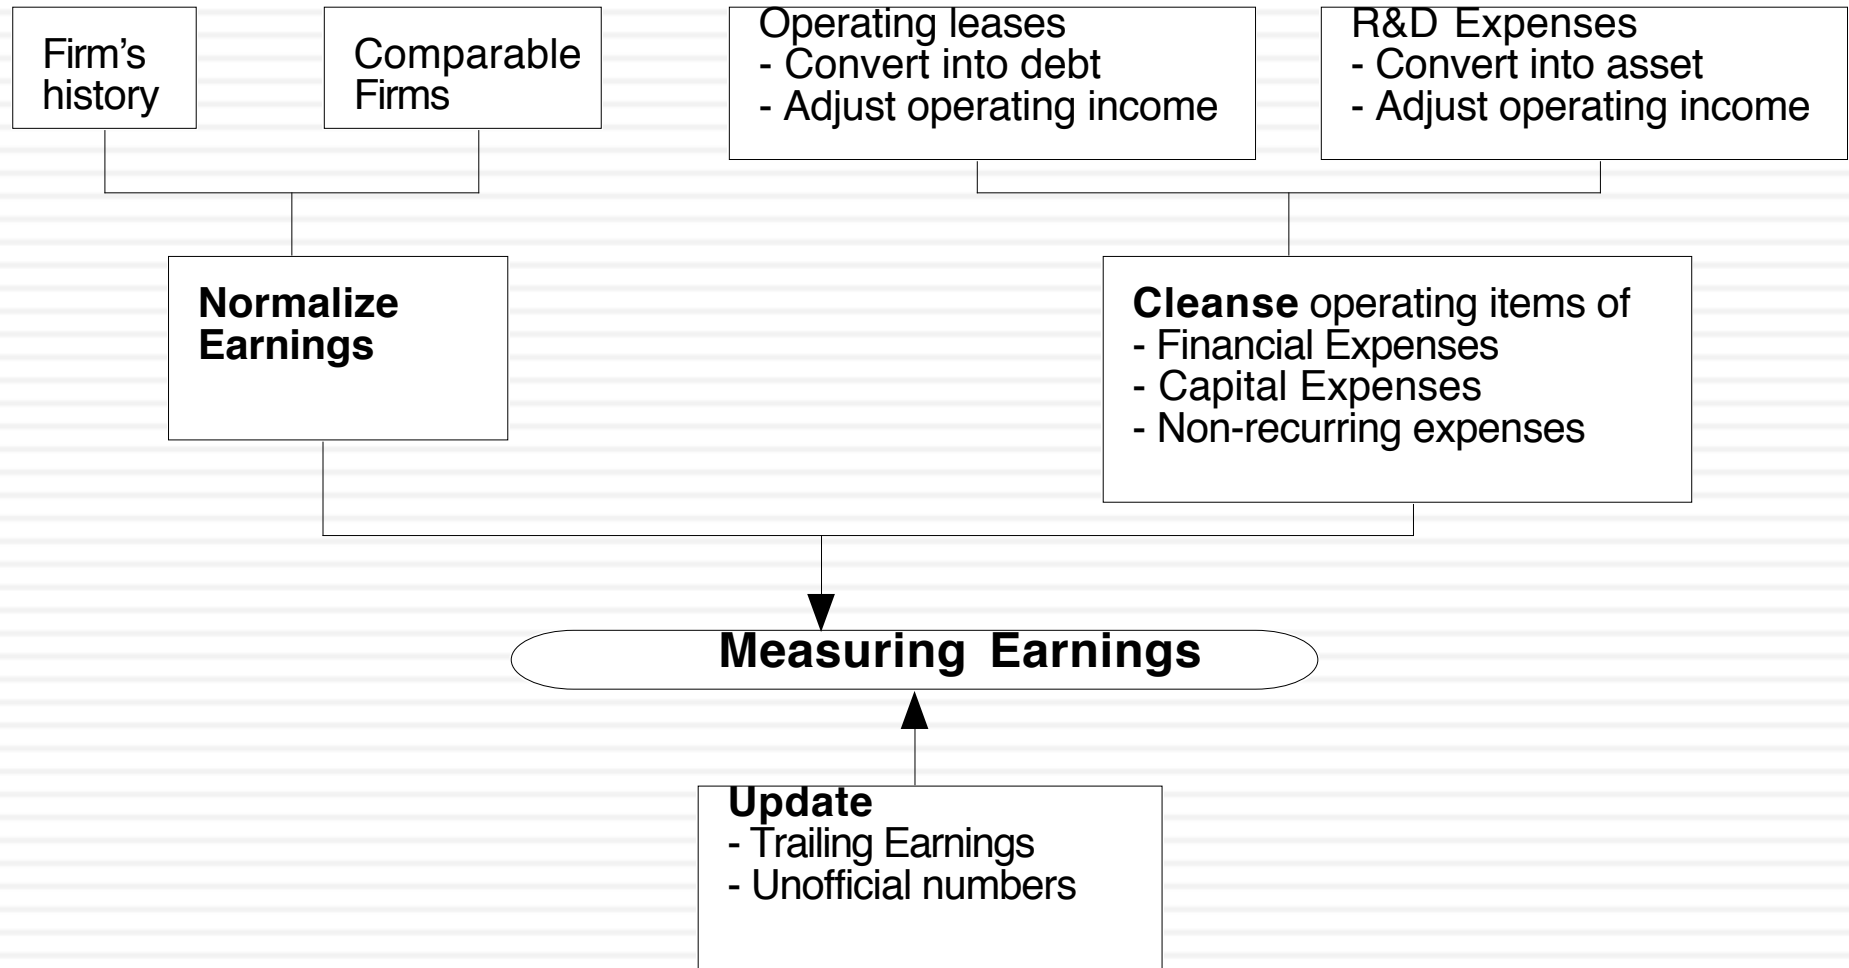 Firm's
history
Comparable
Firms
Operating leases
- Convert into debt
- Adjust operating income
R&D Expenses
- Convert into asset
- Adjust operating income
Normalize
Earnings
Cleanse operating items of
- Financial Expenses
- Capital Expenses
- Non-recurring expenses
Measuring Earnings
Update
- Trailing Earnings
- Unofficial numbers